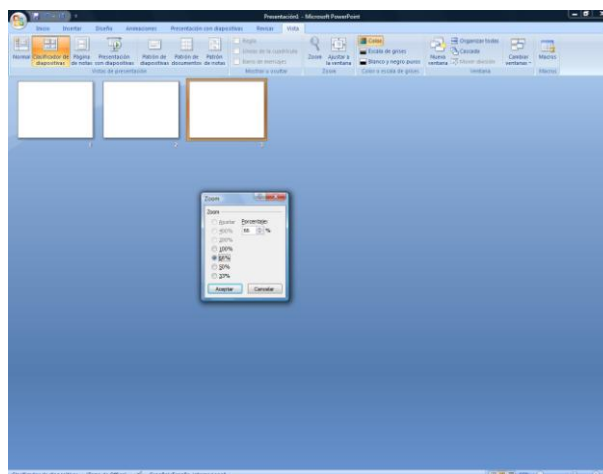 Presentación1 - Microsoft PowerPoint
Inicio Insertar Diseño Animaciones Presentación con diapositivas Revisar Vista
Normal Clasificador de diapositivas Página de notas Presentación con diapositivas Patrón de diapositivas Patrón de documentos Patrón de notas
Vistas de presentación
Regla
Líneas de la cuadrícula
Barra de mensajes
Mostrar u ocultar
Zoom Ajustar a la ventana
Zoom
Color
Escala de grises
Blanco y negro puros
Color o escala de grises
Nueva ventana
Organizar todas
Cascada
Mover división
Cambiar ventanas
Ventana
Macros
Macros
1 2 3
Zoom
Zoom
Ajustar Porcentaje:
400% 66 %
200%
100%
66%
50%
33%
Aceptar Cancelar